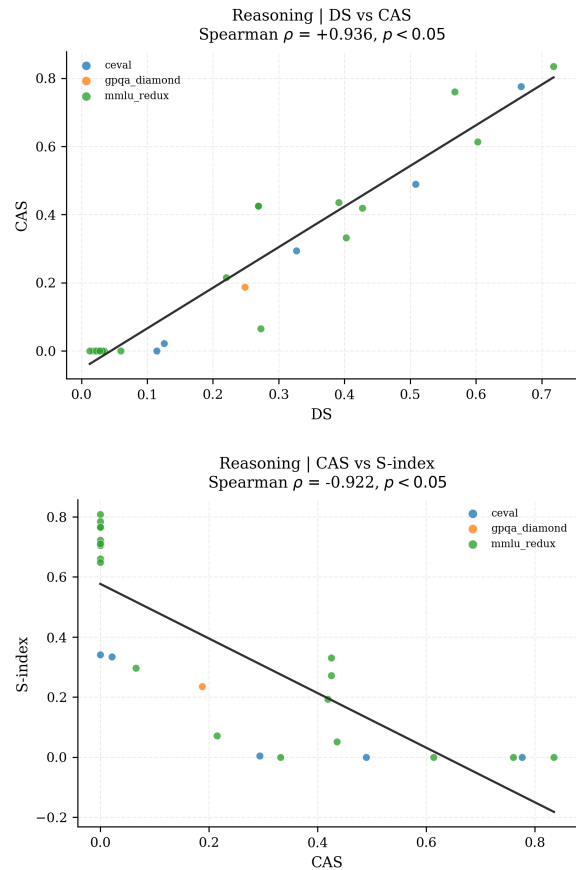 Reasoning | DS vs CAS
Spearman ρ = +0.936, p < 0.05
ceval
gpqa_diamond
mmlu_redux
0.8
0.6
0.4
0.2
0.0
CAS
0.0 0.1 0.2 0.3 0.4 0.5 0.6 0.7
DS
Reasoning | CAS vs S-index
Spearman ρ = -0.922, p < 0.05
ceval
gpqa_diamond
mmlu_redux
0.8
0.6
0.4
0.2
0.0
−0.2
S-index
0.0 0.2 0.4 0.6 0.8
CAS